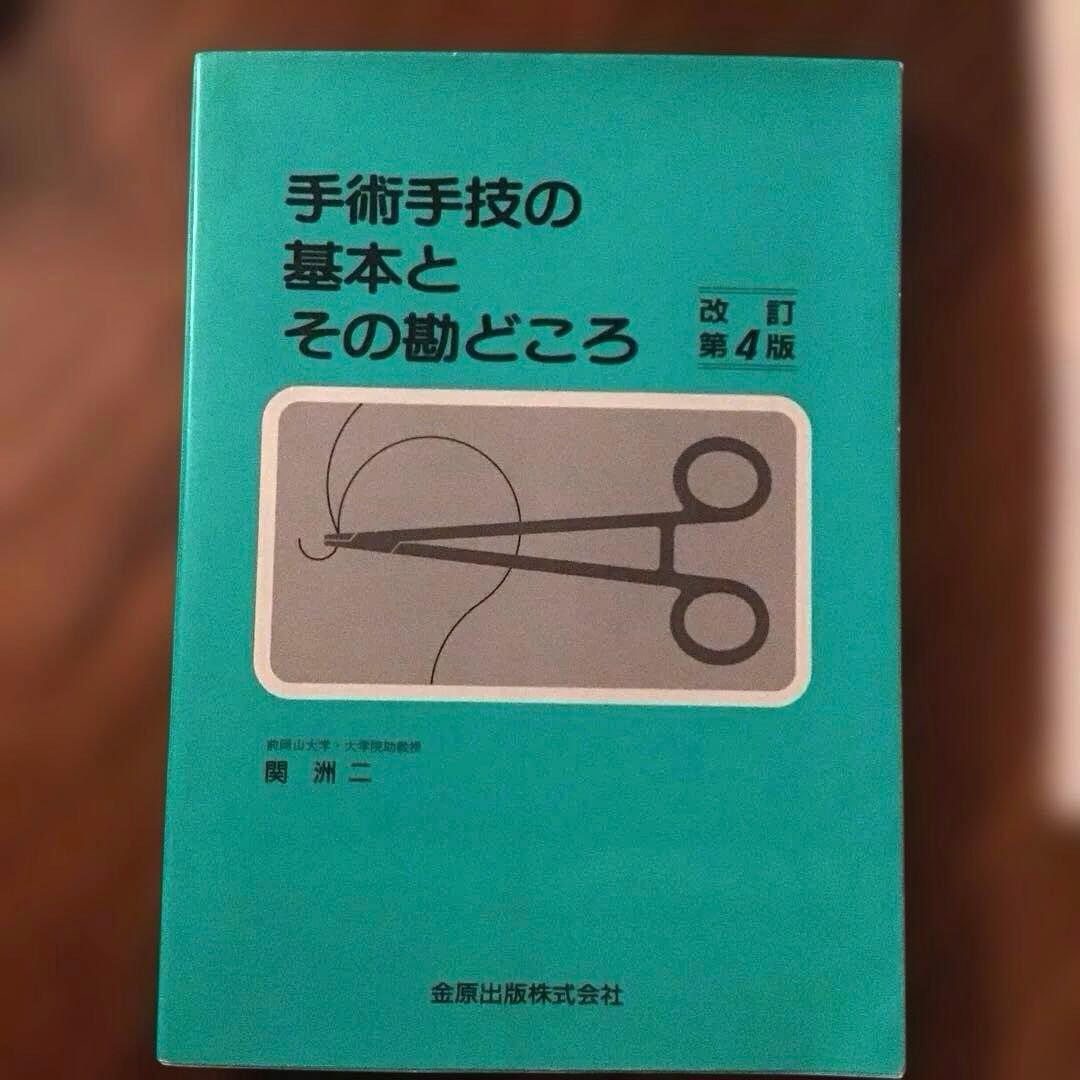 手術手技の
基本と
その勘どころ
改訂
第4版
前岡山大学・大学院助教授
関 洲二
金原出版株式会社